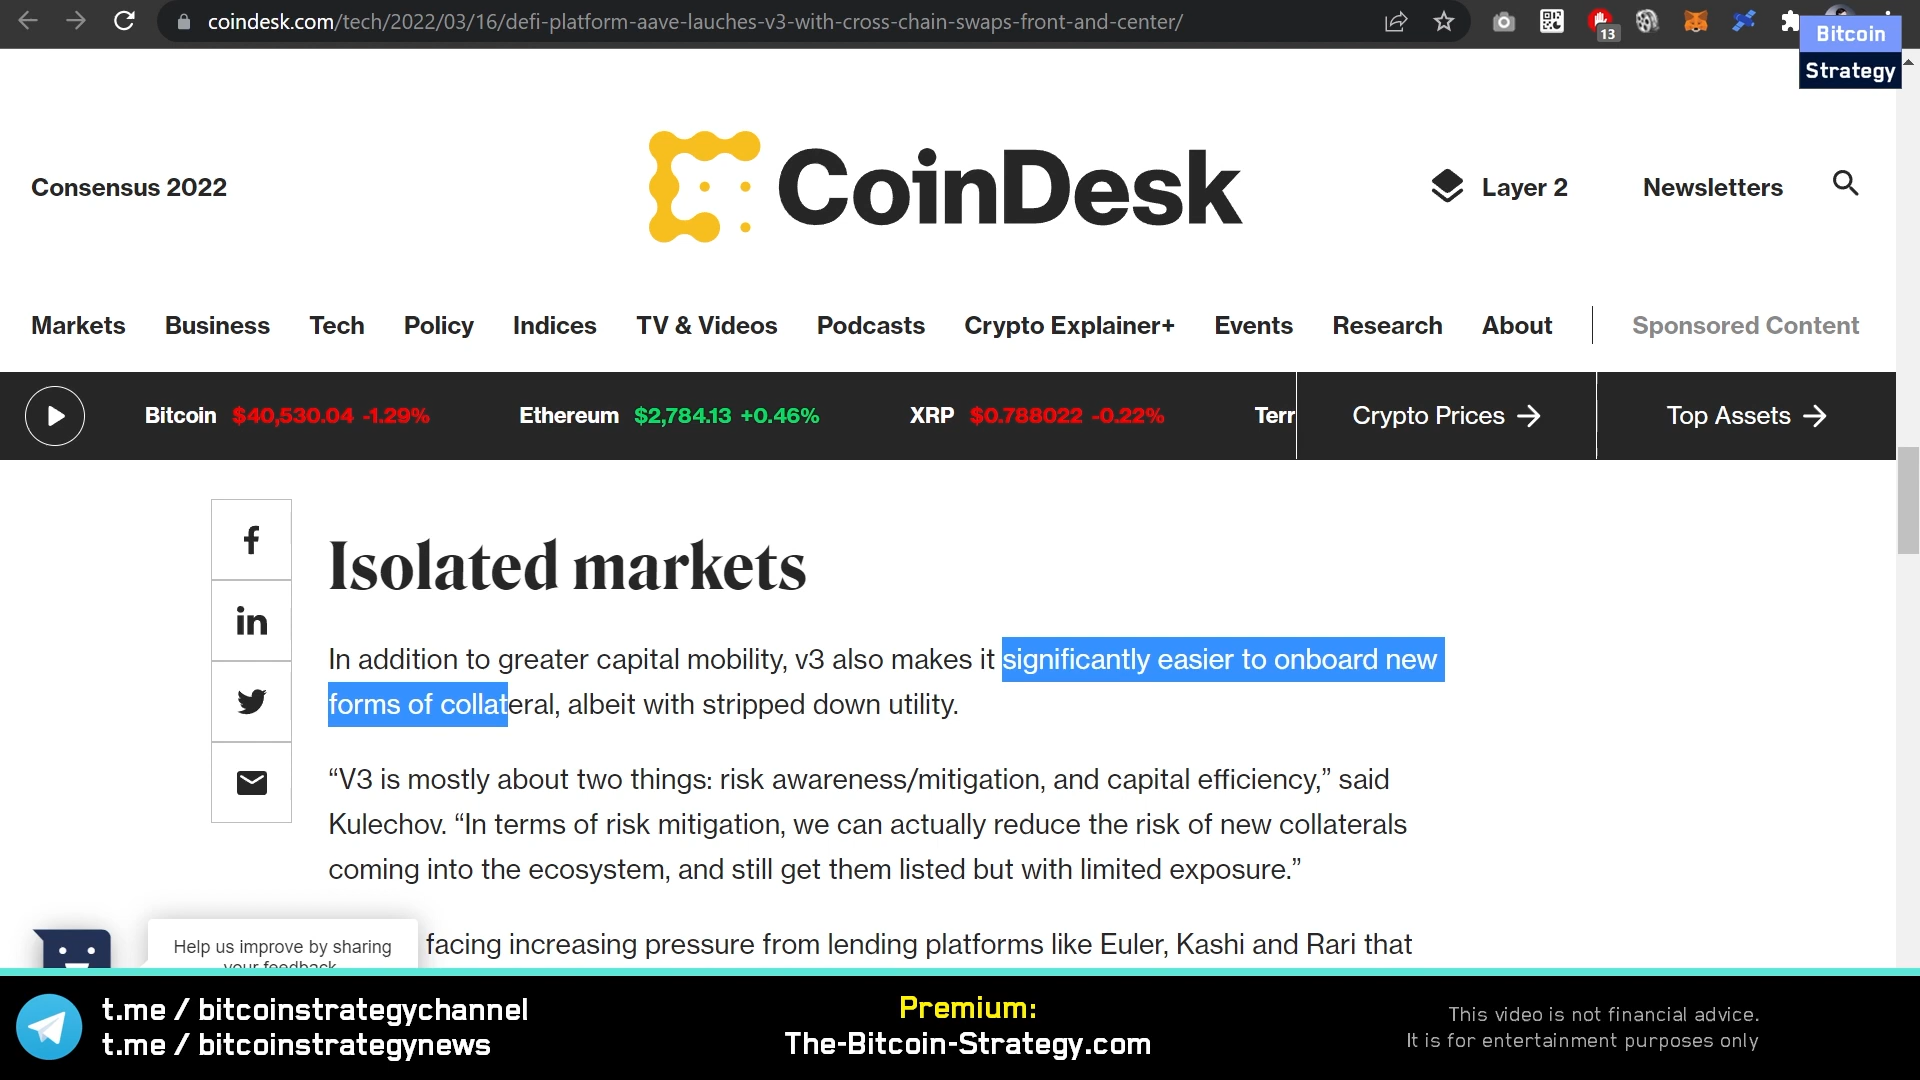 coindesk.com/tech/2022/03/16/defi-platform-aave-lauches-v3-with-cross-chain-swaps-front-and-center/
13
Bitcoin
Strategy
Consensus 2022
CoinDesk
Layer 2
Newsletters
Markets Business Tech Policy Indices TV & Videos Podcasts Crypto Explainer+ Events Research About Sponsored Content
Bitcoin $40,530.04 -1.29% Ethereum $2,784.13 +0.46% XRP $0.788022 -0.22% Terr Crypto Prices → Top Assets →
Isolated markets
In addition to greater capital mobility, v3 also makes it significantly easier to onboard new
forms of collateral, albeit with stripped down utility.
“V3 is mostly about two things: risk awareness/mitigation, and capital efficiency,” said
Kulechov. “In terms of risk mitigation, we can actually reduce the risk of new collaterals
coming into the ecosystem, and still get them listed but with limited exposure.”
facing increasing pressure from lending platforms like Euler, Kashi and Rari that
Help us improve by sharing
your feedback
t.me / bitcoinstrategychannel
t.me / bitcoinstrategynews
Premium:
The-Bitcoin-Strategy.com
This video is not financial advice.
It is for entertainment purposes only